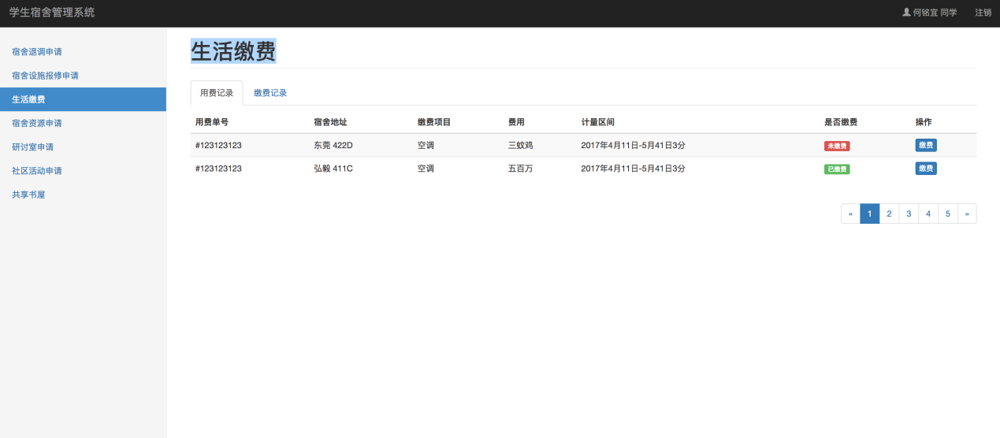 学生宿舍管理系统 何铭宜 同学 注销
宿舍退调申请
宿舍设施报修申请
生活缴费
宿舍资源申请
研讨室申请
社区活动申请
共享书屋
生活缴费
用费记录 缴费记录
用费单号 宿舍地址 缴费项目 费用 计量区间 是否缴费 操作
#123123123 东莞 422D 空调 三蚊鸡 2017年4月11日-5月41日3分 未缴费 缴费
#123123123 弘毅 411C 空调 五百万 2017年4月11日-5月41日3分 已缴费 缴费
« 1 2 3 4 5 »